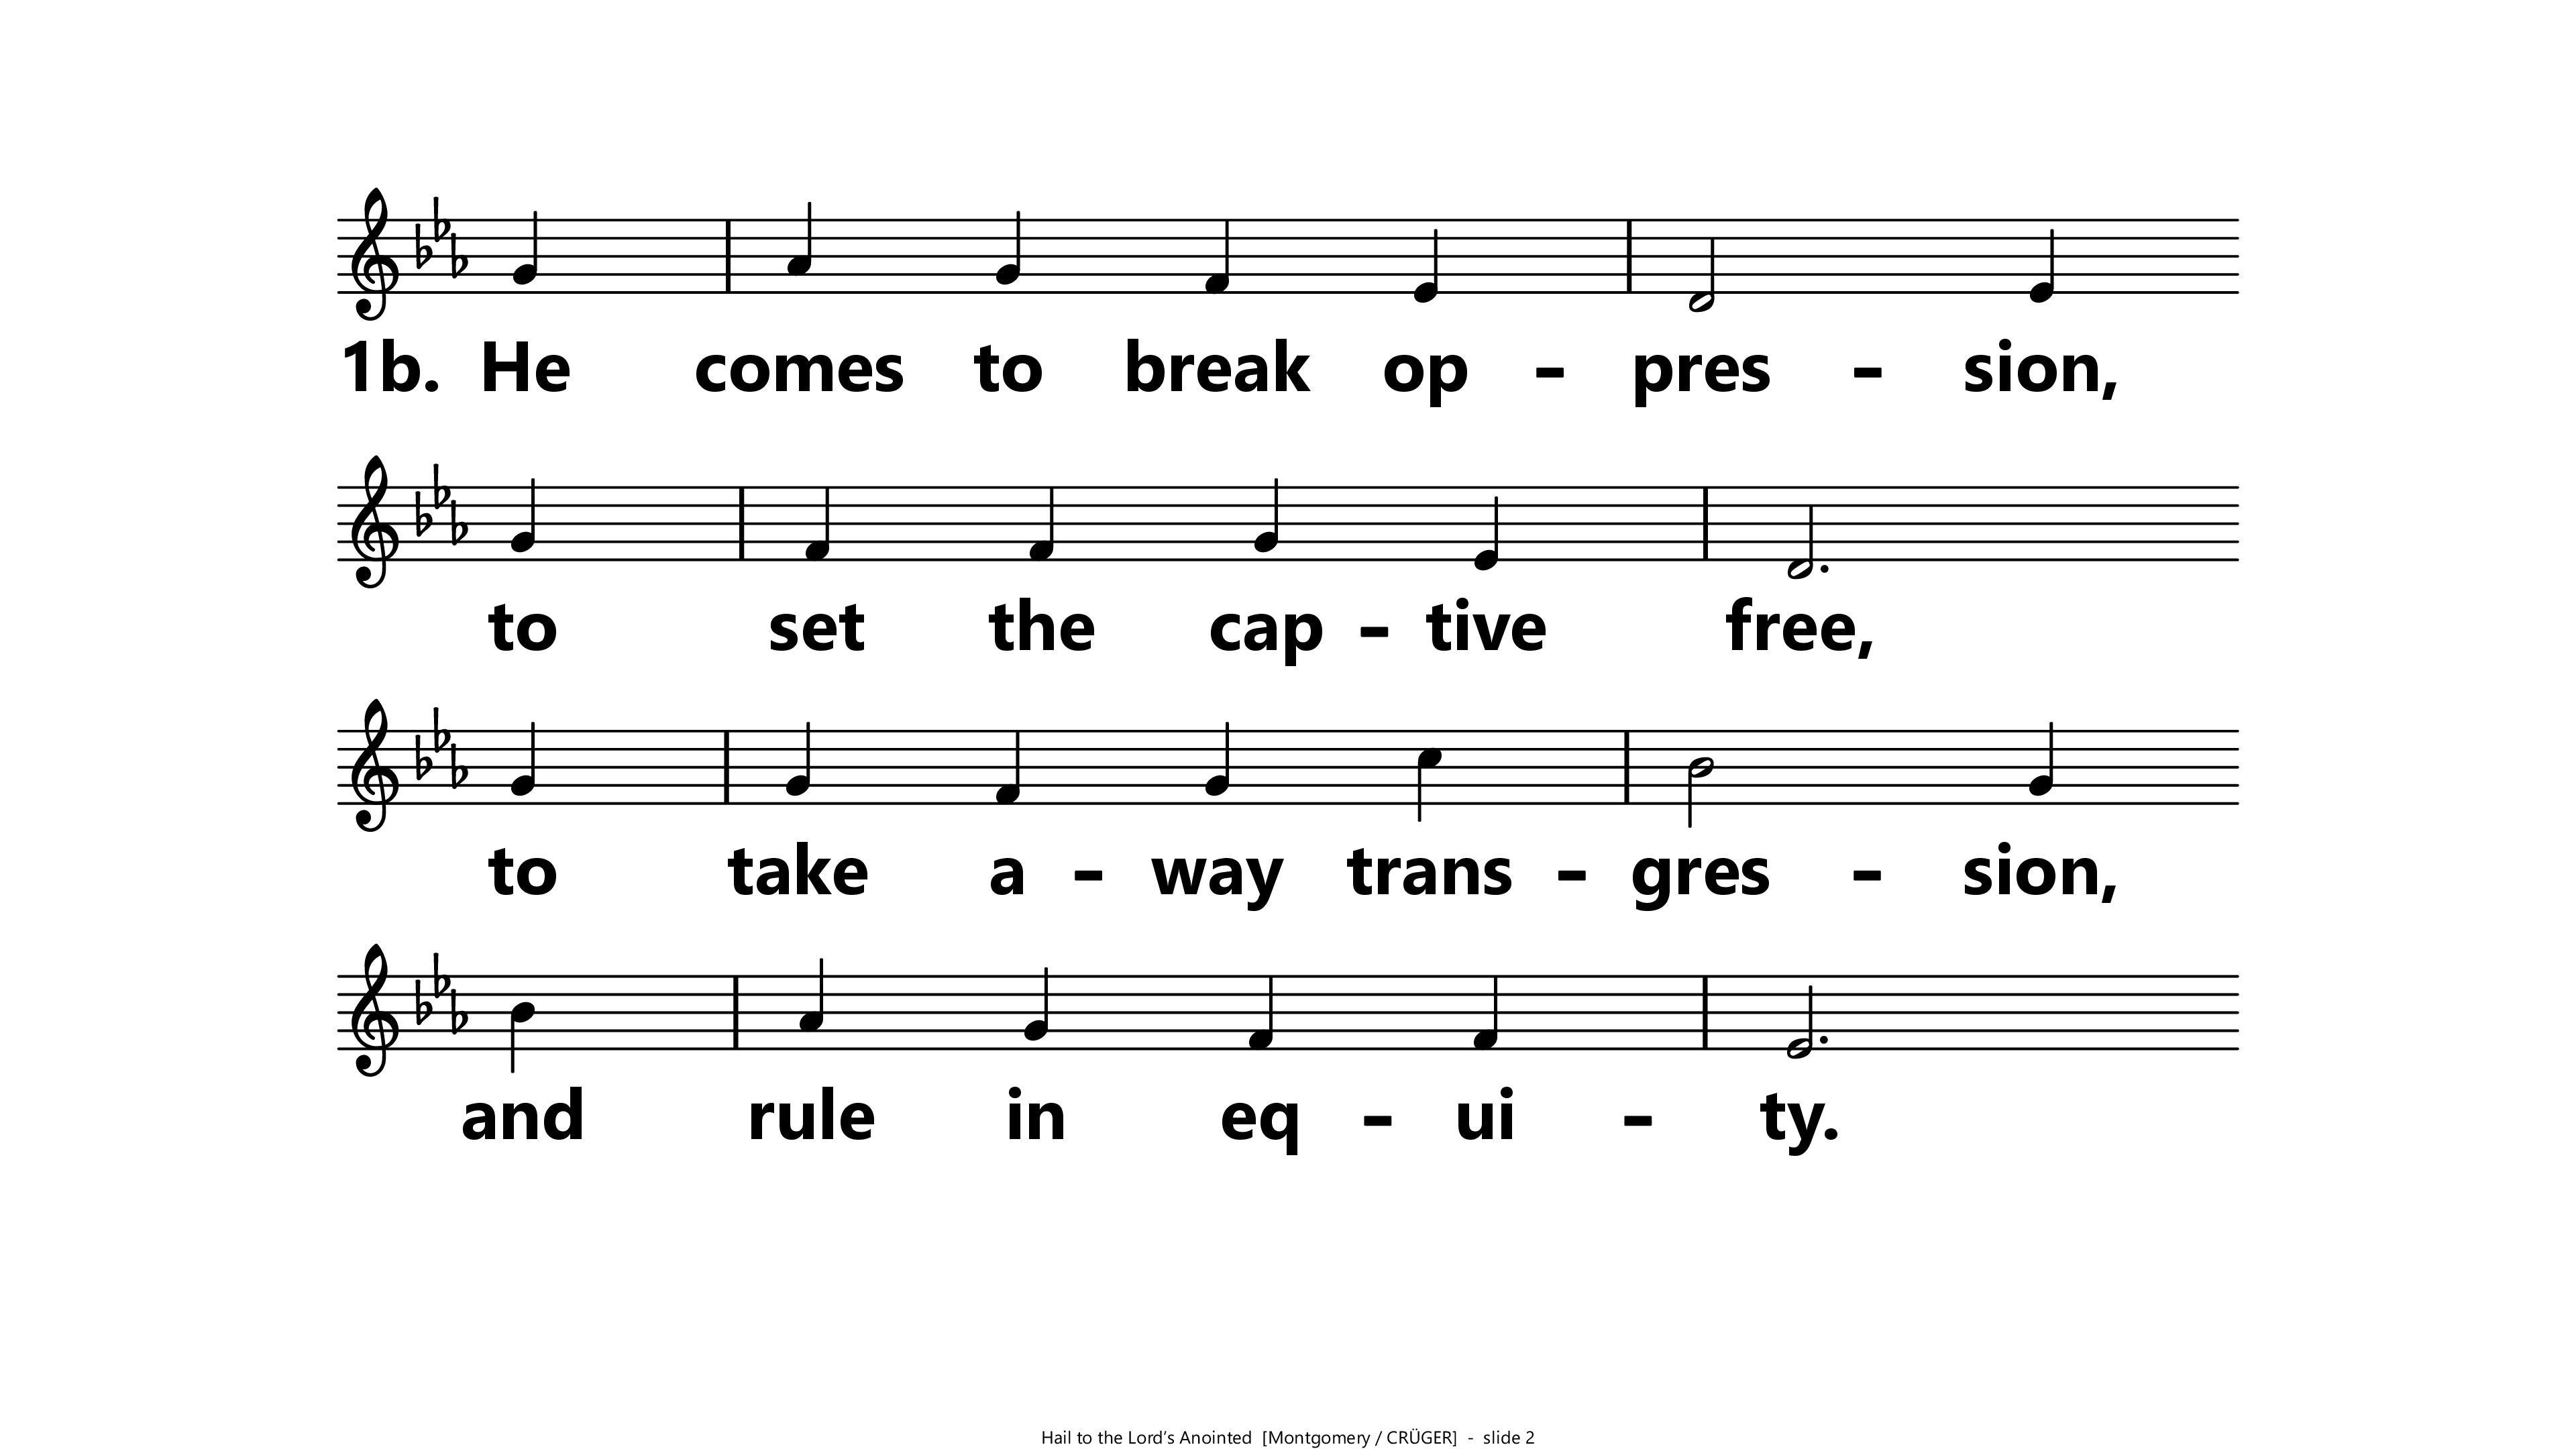 1b. He comes to break op - pres - sion,
to set the cap - tive free,
to take a - way trans - gres - sion,
and rule in eq - ui - ty.
Hail to the Lord's Anointed [Montgomery / CRÜGER] - slide 2